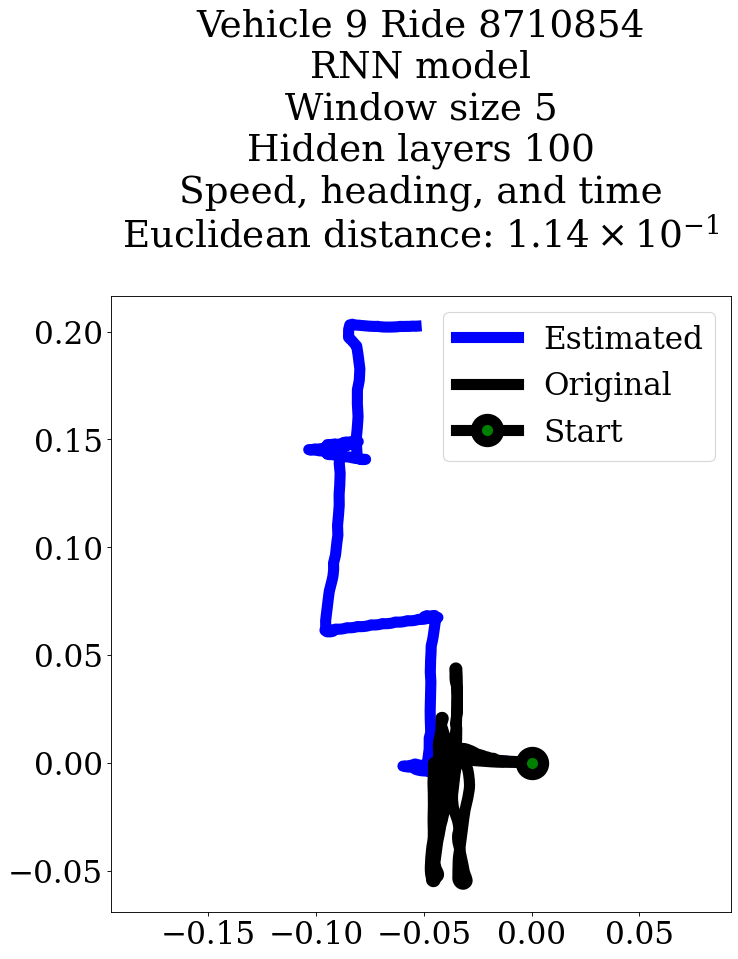 Vehicle 9 Ride 8710854
RNN model
Window size 5
Hidden layers 100
Speed, heading, and time
Euclidean distance: 1.14 × 10⁻¹
Estimated
Original
Start
0.20
0.15
0.10
0.05
0.00
−0.05
−0.15 −0.10 −0.05 0.00 0.05